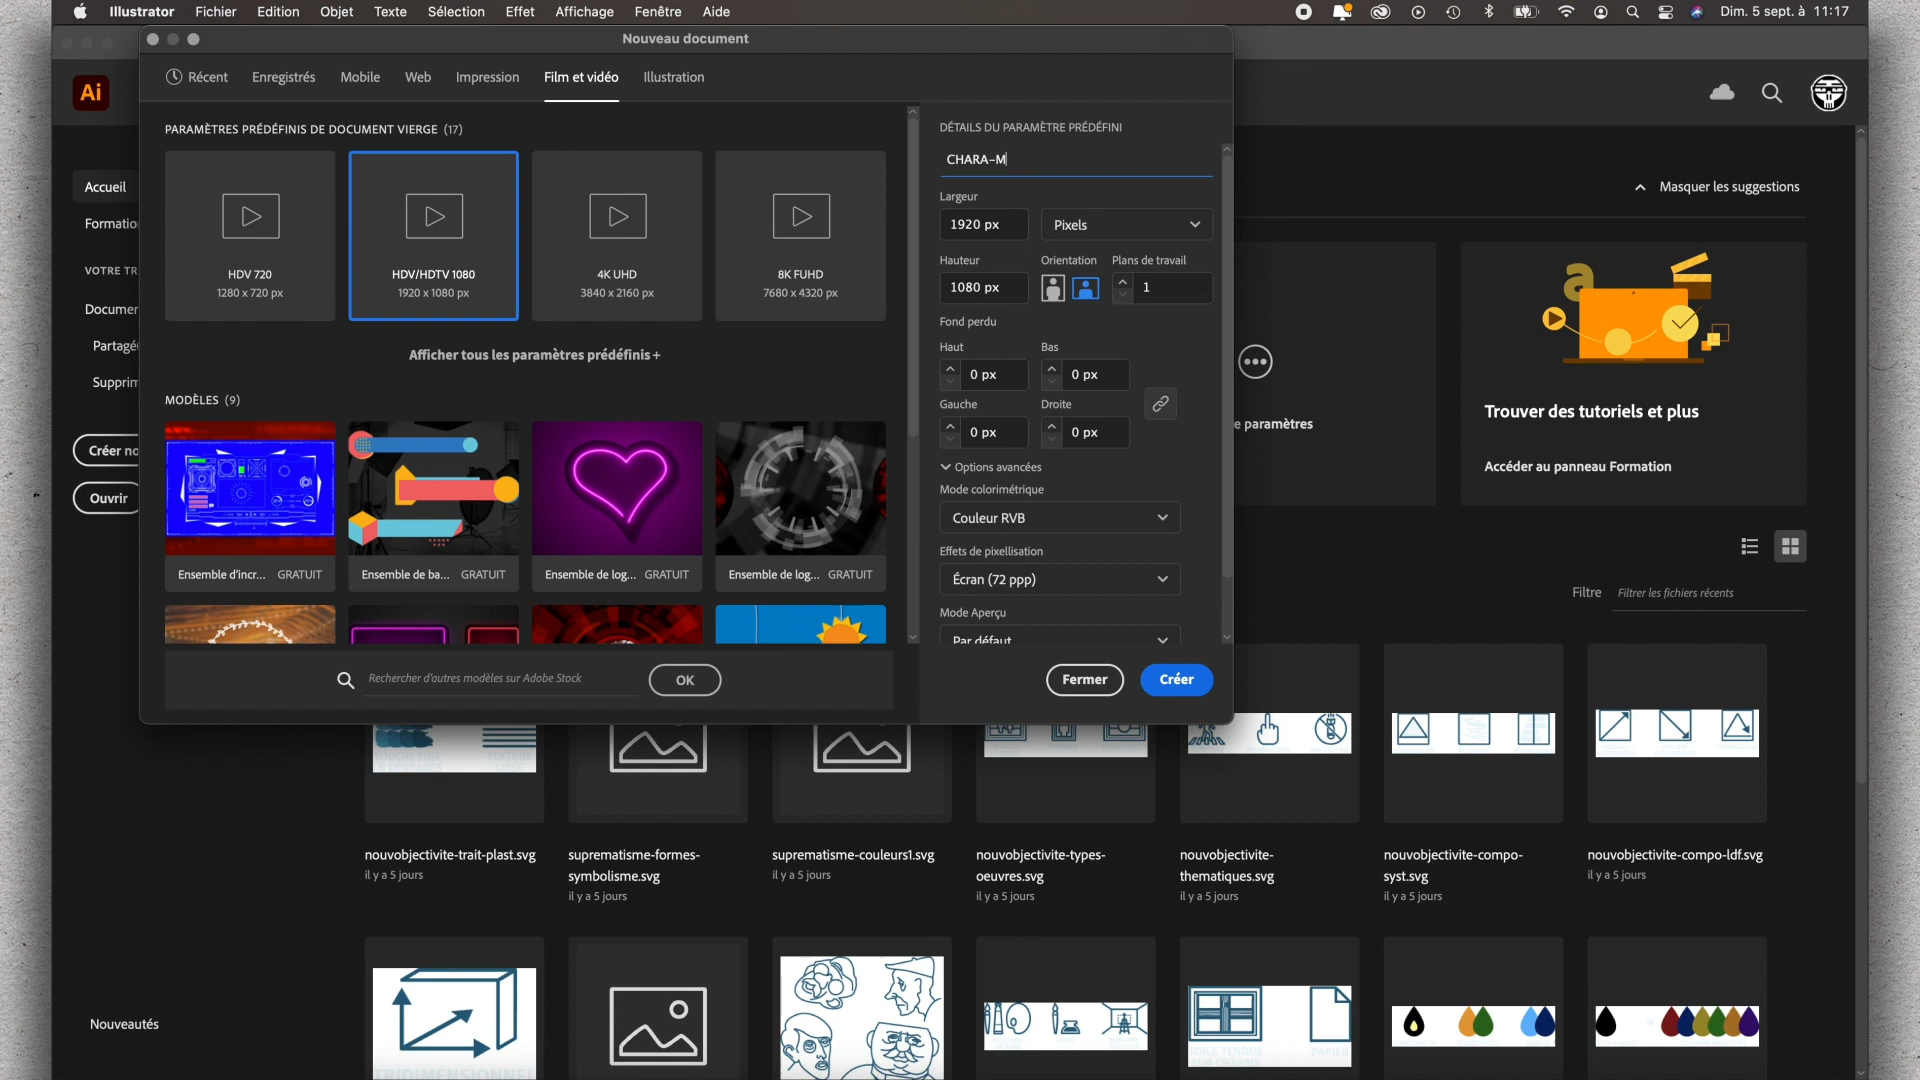 Illustrator Fichier Edition Objet Texte Sélection Effet Affichage Fenêtre Aide
Dim. 5 sept. à 11:17
Nouveau document
Ai
Récent Enregistrés Mobile Web Impression Film et vidéo Illustration
PARAMÈTRES PRÉDÉFINIS DE DOCUMENT VIERGE (17)
HDV 720
1280 x 720 px
HDV/HDTV 1080
1920 x 1080 px
4K UHD
3840 x 2160 px
8K FUHD
7680 x 4320 px
Afficher tous les paramètres prédéfinis+
MODÈLES (9)
Ensemble d'incr... GRATUIT
Ensemble de ba... GRATUIT
Ensemble de log... GRATUIT
Ensemble de log... GRATUIT
Rechercher d'autres modèles sur Adobe Stock
OK
DÉTAILS DU PARAMÈTRE PRÉDÉFINI
CHARA-M
Largeur
1920 px Pixels
Hauteur Orientation Plans de travail
1080 px 1
Fond perdu
Haut Bas
0 px 0 px
Gauche Droite
0 px 0 px
Options avancées
Mode colorimétrique
Couleur RVB
Effets de pixellisation
Écran (72 ppp)
Mode Aperçu
Par défaut
Fermer Créer
Accueil
Formatio
VOTRE TR
Documen
Partagé
Supprim
Créer no
Ouvrir
Nouveautés
Masquer les suggestions
e paramètres
Trouver des tutoriels et plus
Accéder au panneau Formation
Filtre Filtrer les fichiers récents
nouvobjectivite-trait-plast.svg
il y a 5 jours
suprematisme-formes-
symbolisme.svg
il y a 5 jours
suprematisme-couleurs1.svg
il y a 5 jours
nouvobjectivite-types-
oeuvres.svg
il y a 5 jours
nouvobjectivite-
thematiques.svg
il y a 5 jours
nouvobjectivite-compo-
syst.svg
il y a 5 jours
nouvobjectivite-compo-ldf.svg
il y a 5 jours
TRIDIMENSIONNEL